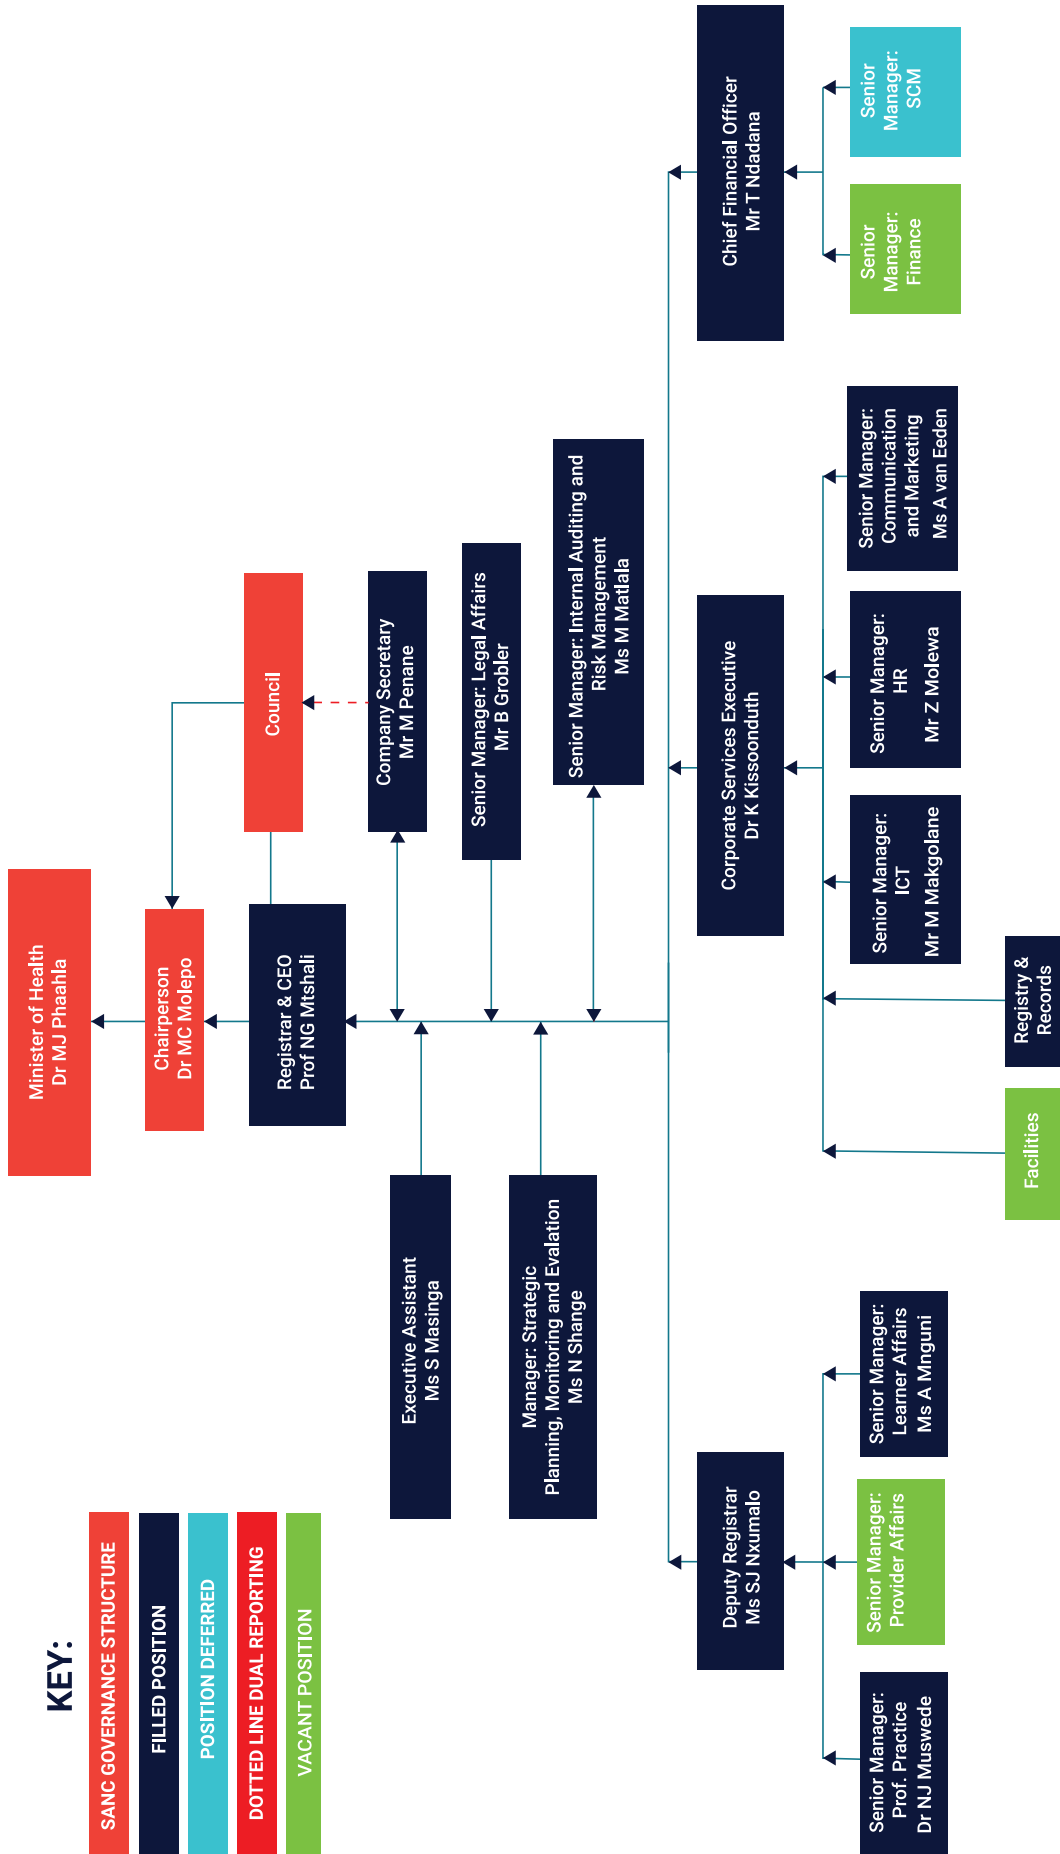 KEY:
SANC GOVERNANCE STRUCTURE
FILLED POSITION
POSITION DEFERRED
DOTTED LINE DUAL REPORTING
VACANT POSITION
Minister of Health
Dr MJ Phaahla
Chairperson
Dr MC Molepo
Council
Registrar & CEO
Prof NG Mtshali
Company Secretary
Mr M Penane
Executive Assistant
Ms S Masinga
Senior Manager: Legal Affairs
Mr B Grobler
Manager: Strategic
Planning, Monitoring and Evalation
Ms N Shange
Senior Manager: Internal Auditing and
Risk Management
Ms M Matlala
Deputy Registrar
Ms SJ Nxumalo
Corporate Services Executive
Dr K Kissoonduth
Chief Financial Officer
Mr T Ndadana
Senior Manager:
Prof. Practice
Dr NJ Muswede
Senior Manager:
Provider Affairs
Senior Manager:
Learner Affairs
Ms A Mnguni
Senior Manager:
ICT
Mr M Makgolane
Senior Manager:
HR
Mr Z Molewa
Senior Manager:
Communication
and Marketing
Ms A van Eeden
Senior
Manager:
Finance
Senior
Manager:
SCM
Facilities
Registry &
Records